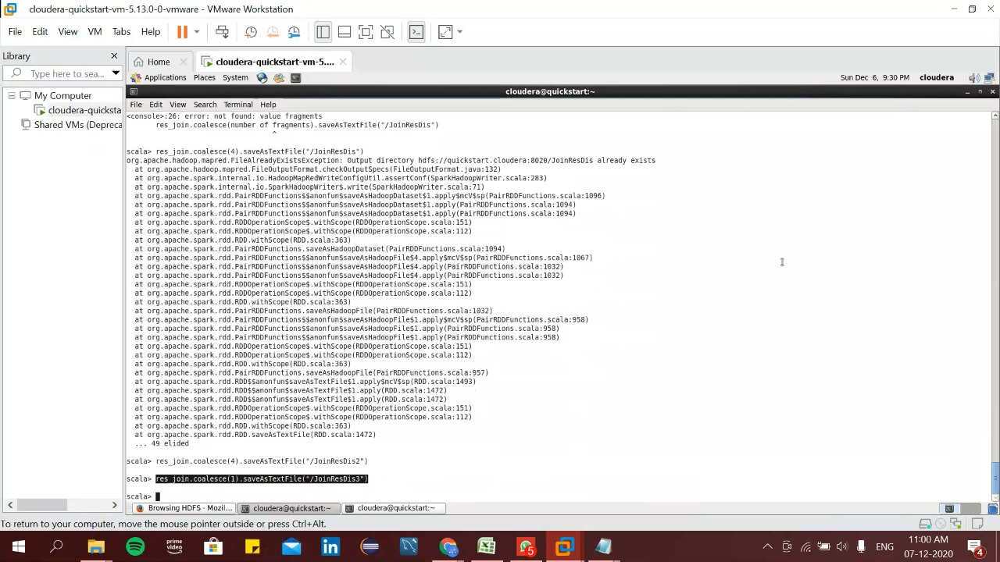 cloudera-quickstart-vm-5.13.0-0-vmware - VMware Workstation
File Edit View VM Tabs Help
Library
Type here to sea...
My Computer
cloudera-quicksta
Shared VMs (Depreca
Home
cloudera-quickstart-vm-5....
Applications Places System
Sun Dec 6, 9:30 PM cloudera
cloudera@quickstart:~
File Edit View Search Terminal Help
<console>:26: error: not found: value fragments
res_join.coalesce(number of fragments).saveAsTextFile("/JoinResDis")
^
scala> res_join.coalesce(4).saveAsTextFile("/JoinResDis")
org.apache.hadoop.mapred.FileAlreadyExistsException: Output directory hdfs://quickstart.cloudera:8020/JoinResDis already exists
at org.apache.hadoop.mapred.FileOutputFormat.checkOutputSpecs(FileOutputFormat.java:132)
at org.apache.spark.internal.io.HadoopMapRedWriteConfigUtil.assertConf(SparkHadoopWriter.scala:283)
at org.apache.spark.internal.io.SparkHadoopWriter$.write(SparkHadoopWriter.scala:71)
at org.apache.spark.rdd.PairRDDFunctions$$anonfun$saveAsHadoopDataset$1.apply$mcV$sp(PairRDDFunctions.scala:1096)
at org.apache.spark.rdd.PairRDDFunctions$$anonfun$saveAsHadoopDataset$1.apply(PairRDDFunctions.scala:1094)
at org.apache.spark.rdd.PairRDDFunctions$$anonfun$saveAsHadoopDataset$1.apply(PairRDDFunctions.scala:1094)
at org.apache.spark.rdd.RDDOperationScope$.withScope(RDDOperationScope.scala:151)
at org.apache.spark.rdd.RDDOperationScope$.withScope(RDDOperationScope.scala:112)
at org.apache.spark.rdd.RDD.withScope(RDD.scala:363)
at org.apache.spark.rdd.PairRDDFunctions.saveAsHadoopDataset(PairRDDFunctions.scala:1094)
at org.apache.spark.rdd.PairRDDFunctions$$anonfun$saveAsHadoopFile$4.apply$mcV$sp(PairRDDFunctions.scala:1067)
at org.apache.spark.rdd.PairRDDFunctions$$anonfun$saveAsHadoopFile$4.apply(PairRDDFunctions.scala:1032)
at org.apache.spark.rdd.PairRDDFunctions$$anonfun$saveAsHadoopFile$4.apply(PairRDDFunctions.scala:1032)
at org.apache.spark.rdd.RDDOperationScope$.withScope(RDDOperationScope.scala:151)
at org.apache.spark.rdd.RDDOperationScope$.withScope(RDDOperationScope.scala:112)
at org.apache.spark.rdd.RDD.withScope(RDD.scala:363)
at org.apache.spark.rdd.PairRDDFunctions.saveAsHadoopFile(PairRDDFunctions.scala:1032)
at org.apache.spark.rdd.PairRDDFunctions$$anonfun$saveAsHadoopFile$1.apply$mcV$sp(PairRDDFunctions.scala:958)
at org.apache.spark.rdd.PairRDDFunctions$$anonfun$saveAsHadoopFile$1.apply(PairRDDFunctions.scala:958)
at org.apache.spark.rdd.PairRDDFunctions$$anonfun$saveAsHadoopFile$1.apply(PairRDDFunctions.scala:958)
at org.apache.spark.rdd.RDDOperationScope$.withScope(RDDOperationScope.scala:151)
at org.apache.spark.rdd.RDDOperationScope$.withScope(RDDOperationScope.scala:112)
at org.apache.spark.rdd.RDD.withScope(RDD.scala:363)
at org.apache.spark.rdd.PairRDDFunctions.saveAsHadoopFile(PairRDDFunctions.scala:957)
at org.apache.spark.rdd.RDD$$anonfun$saveAsTextFile$1.apply$mcV$sp(RDD.scala:1493)
at org.apache.spark.rdd.RDD$$anonfun$saveAsTextFile$1.apply(RDD.scala:1472)
at org.apache.spark.rdd.RDD$$anonfun$saveAsTextFile$1.apply(RDD.scala:1472)
at org.apache.spark.rdd.RDDOperationScope$.withScope(RDDOperationScope.scala:151)
at org.apache.spark.rdd.RDDOperationScope$.withScope(RDDOperationScope.scala:112)
at org.apache.spark.rdd.RDD.withScope(RDD.scala:363)
at org.apache.spark.rdd.RDD.saveAsTextFile(RDD.scala:1472)
... 49 elided
scala> res_join.coalesce(4).saveAsTextFile("/JoinResDis2")
scala> res_join.coalesce(1).saveAsTextFile("/JoinResDis3")
scala>
Browsing HDFS - Mozil...
cloudera@quickstart:~
cloudera@quickstart:~
To return to your computer, move the mouse pointer outside or press Ctrl+Alt.
prime
video
5
ENG
11:00 AM
07-12-2020
4